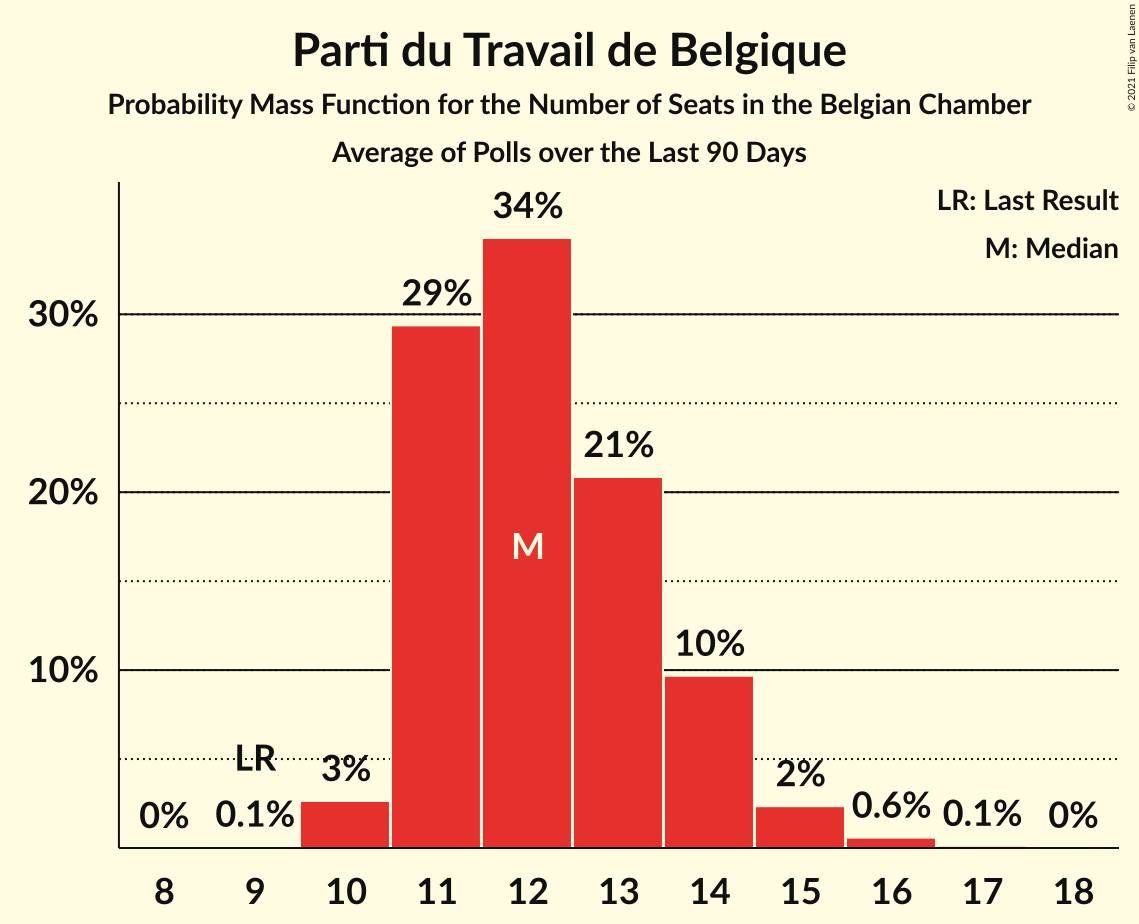 Parti du Travail de Belgique
Probability Mass Function for the Number of Seats in the Belgian Chamber
Average of Polls over the Last 90 Days
© 2021 Filip van Laenen
LR: Last Result
M: Median
34%
29%
30%
21%
20%
M
10%
10%
LR
3%
2%
0%
0.1%
0.6%
0.1%
0%
8 9 10 11 12 13 14 15 16 17 18